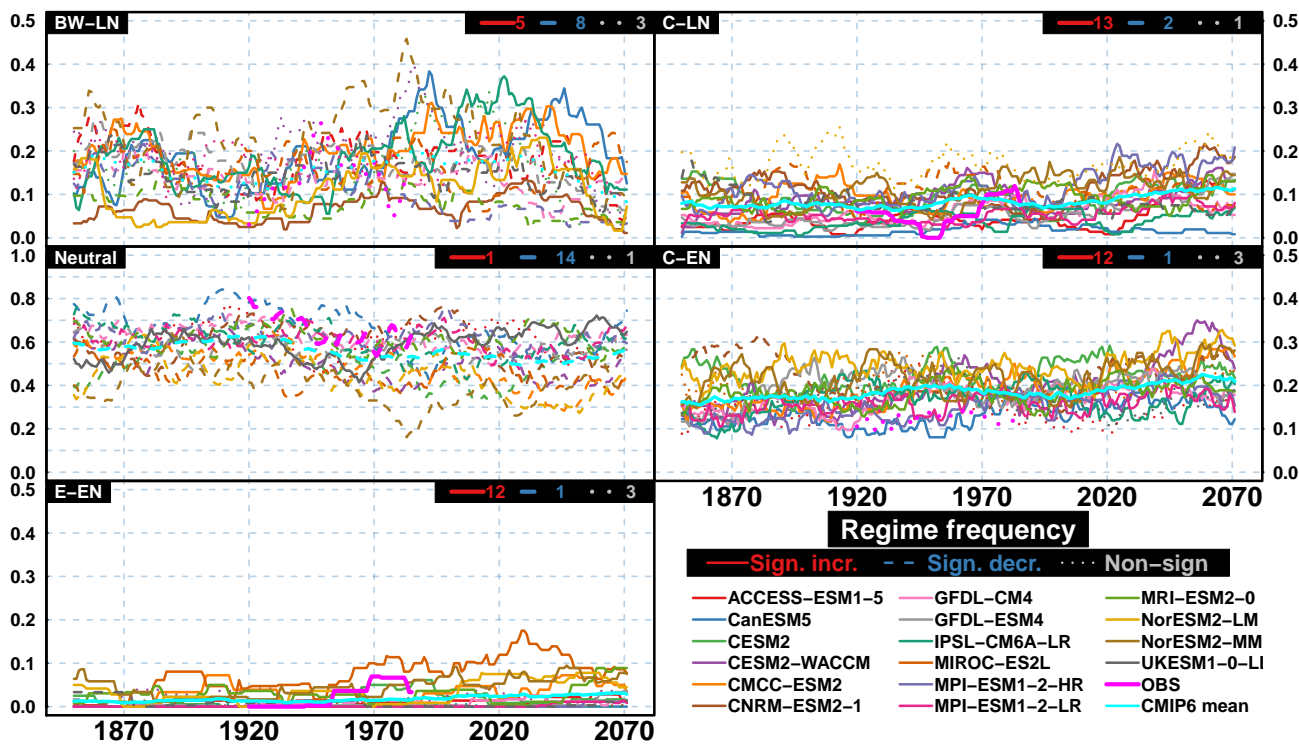 0.5 BW−LN 5 8 3 C−LN 13 2 1 0.5
0.4 0.4
0.3 0.3
0.2 0.2
0.1 0.1
0.0 0.0
1.0 Neutral 1 14 1 C−EN 12 1 3 0.5
0.8 0.4
0.6 0.3
0.4 0.2
0.2 0.1
0.0 0.0
0.5 E−EN 12 1 3
0.4
0.3
0.2
0.1
0.0
1870 1920 1970 2020 2070
1870 1920 1970 2020 2070
Regime frequency
Sign. incr. Sign. decr. Non−sign
ACCESS−ESM1−5 GFDL−CM4 MRI−ESM2−0
CanESM5 GFDL−ESM4 NorESM2−LM
CESM2 IPSL−CM6A−LR NorESM2−MM
CESM2−WACCM MIROC−ES2L UKESM1−0−LI
CMCC−ESM2 MPI−ESM1−2−HR OBS
CNRM−ESM2−1 MPI−ESM1−2−LR CMIP6 mean